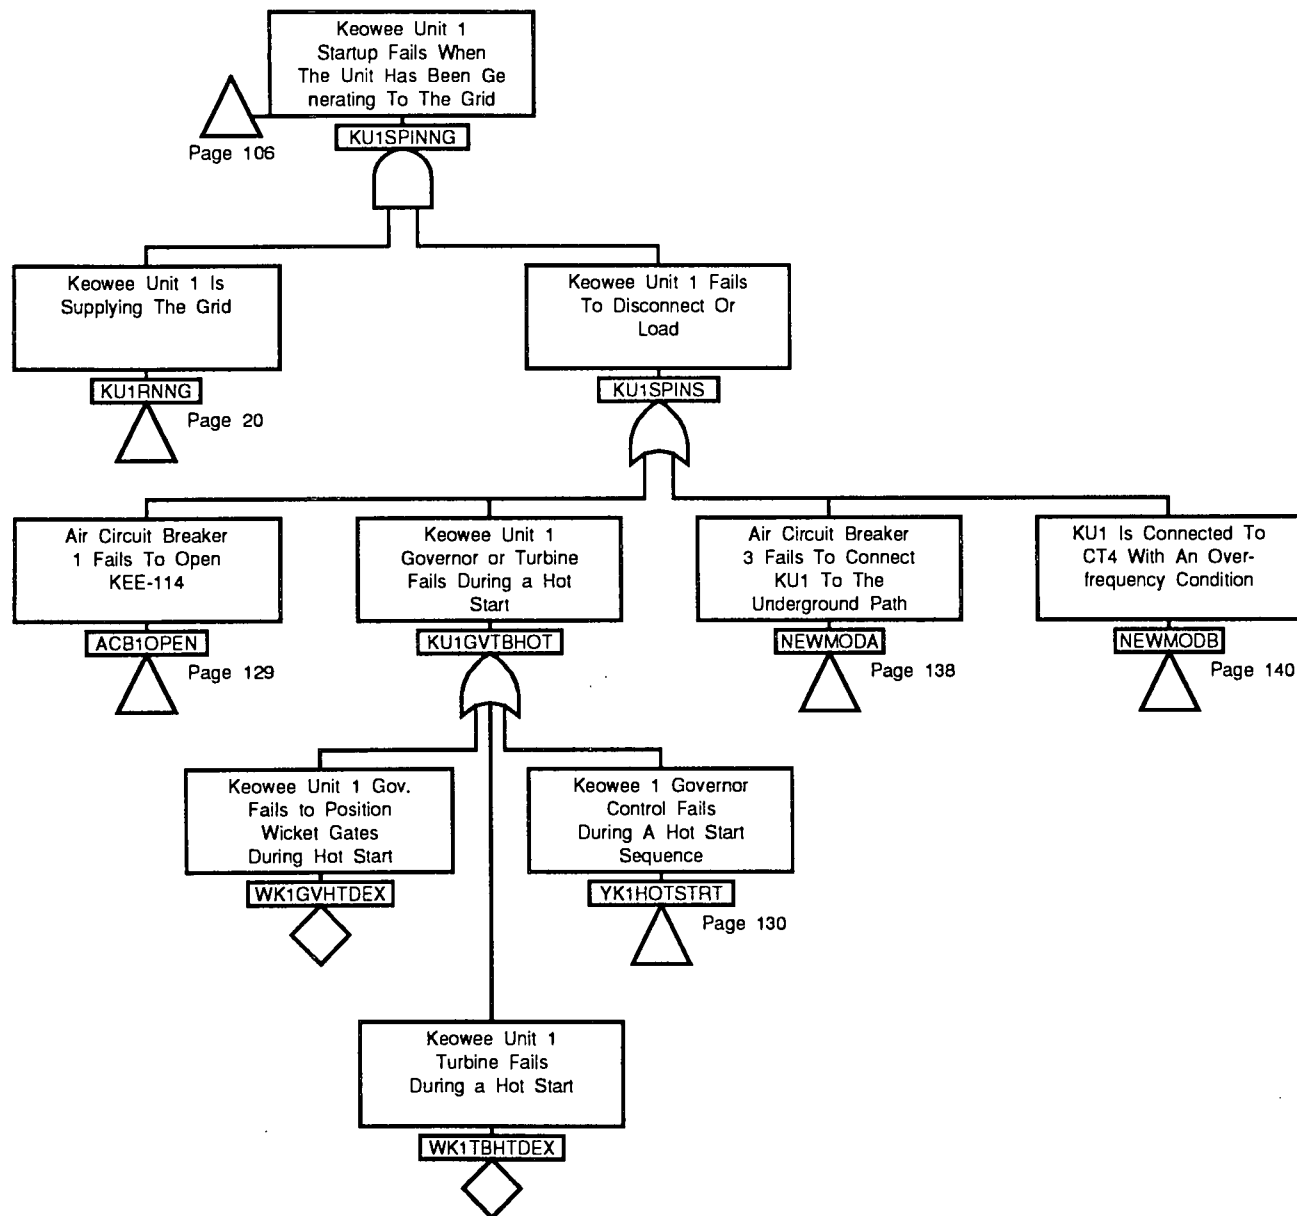 Keowee Unit 1
Startup Fails When
The Unit Has Been Ge
nerating To The Grid
KU1SPINNG
Page 106
Keowee Unit 1 Is
Supplying The Grid
KU1RNNG
Page 20
Keowee Unit 1 Fails
To Disconnect Or
Load
KU1SPINS
Air Circuit Breaker
1 Fails To Open
KEE-114
ACB1OPEN
Page 129
Keowee Unit 1
Governor or Turbine
Fails During a Hot
Start
KU1GVTBHOT
Air Circuit Breaker
3 Fails To Connect
KU1 To The
Underground Path
NEWMODA
Page 138
KU1 Is Connected To
CT4 With An Over-
frequency Condition
NEWMODB
Page 140
Keowee Unit 1 Gov.
Fails to Position
Wicket Gates
During Hot Start
WK1GVHTDEX
Keowee 1 Governor
Control Fails
During A Hot Start
Sequence
YK1HOTSTRT
Page 130
Keowee Unit 1
Turbine Fails
During a Hot Start
WK1TBHTDEX